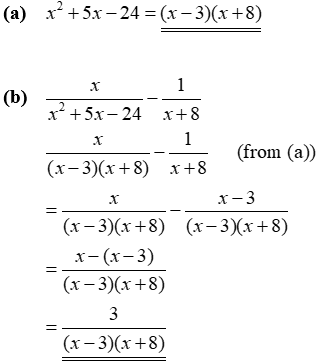 (a) x² + 5x − 24 = (x − 3)(x + 8)
(b) x/(x² + 5x − 24) − 1/(x + 8)
x/((x − 3)(x + 8)) − 1/(x + 8) (from (a))
= x/((x − 3)(x + 8)) − (x − 3)/((x − 3)(x + 8))
= (x − (x − 3))/((x − 3)(x + 8))
= 3/((x − 3)(x + 8))